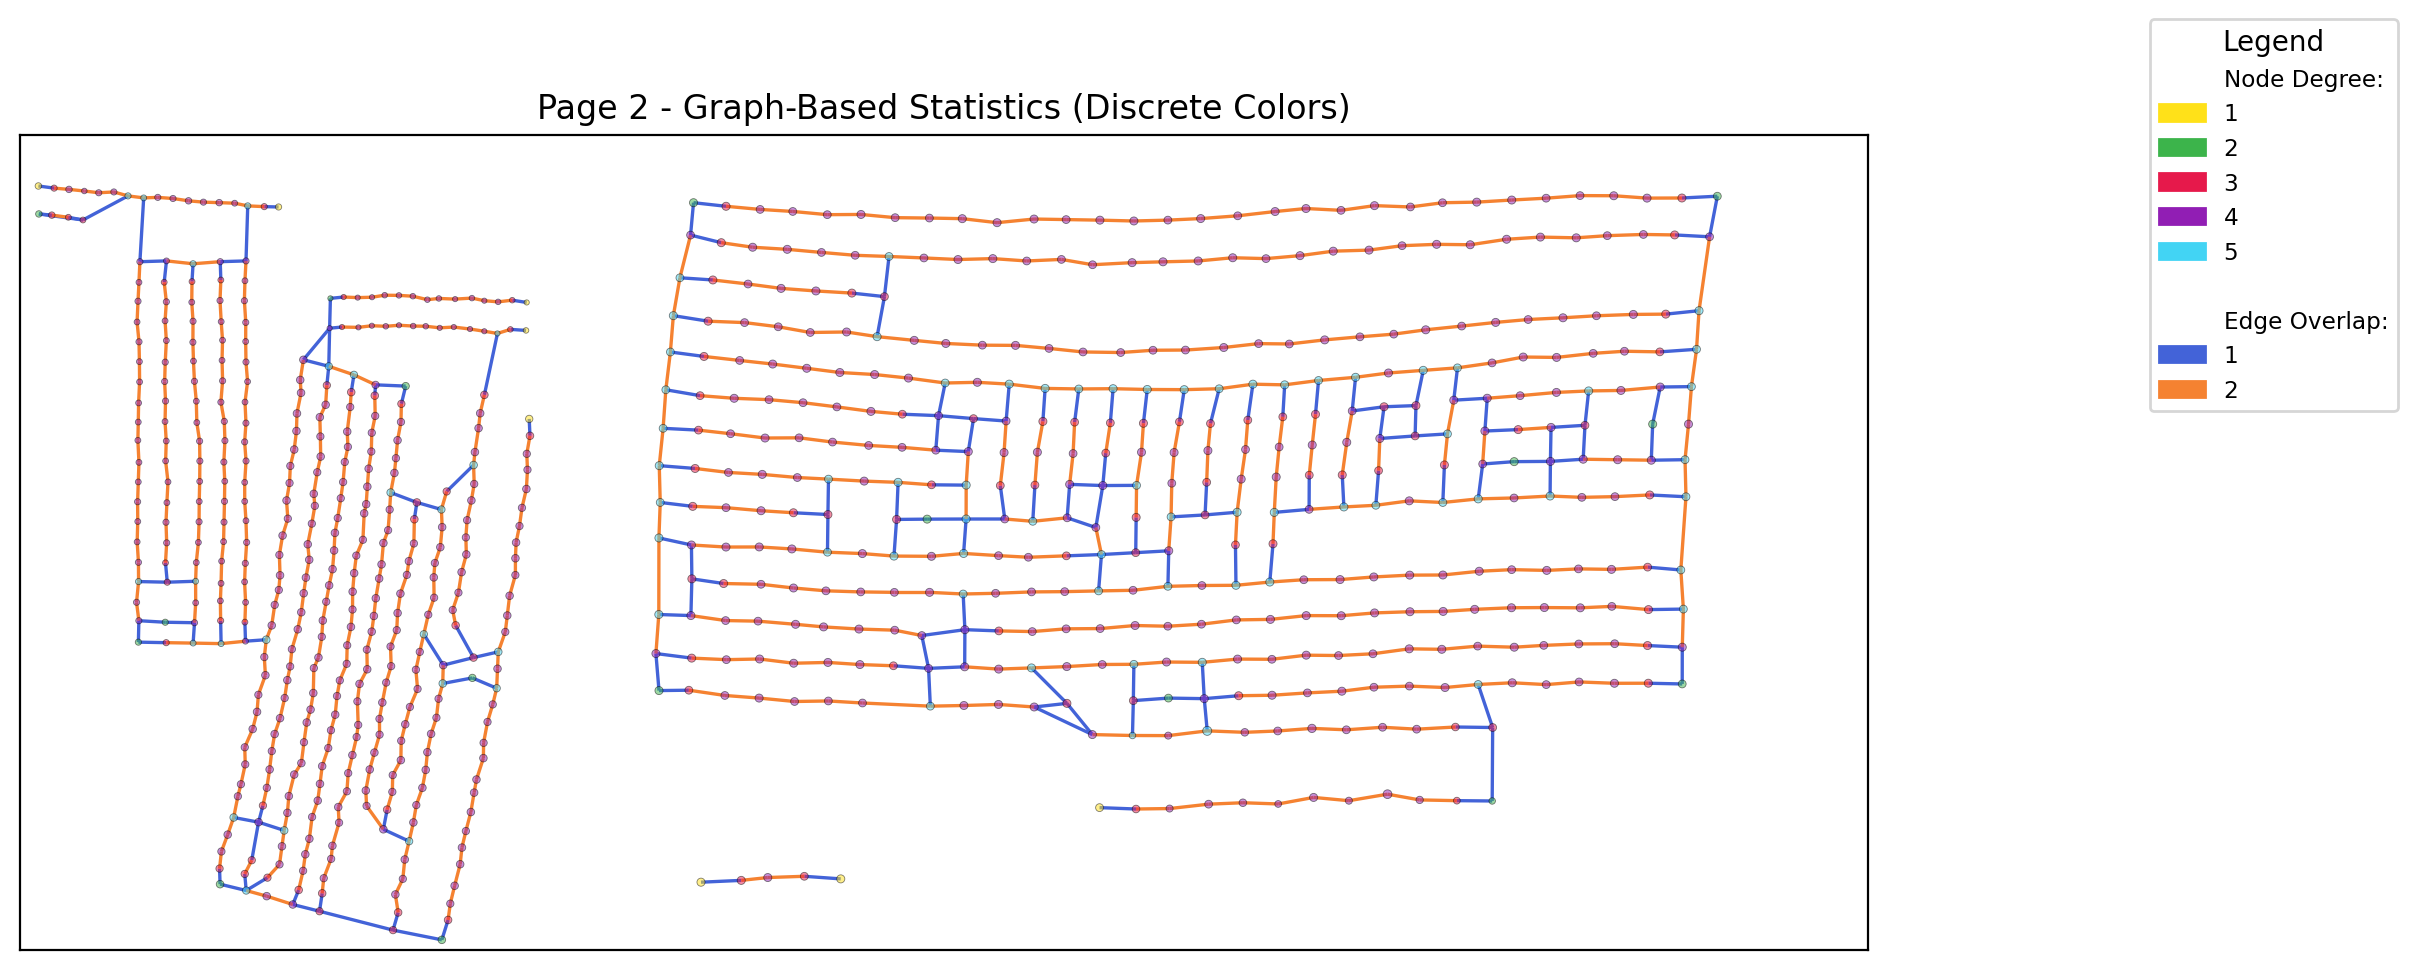 Page 2 - Graph-Based Statistics (Discrete Colors)
Legend
Node Degree:
1
2
3
4
5
Edge Overlap:
1
2